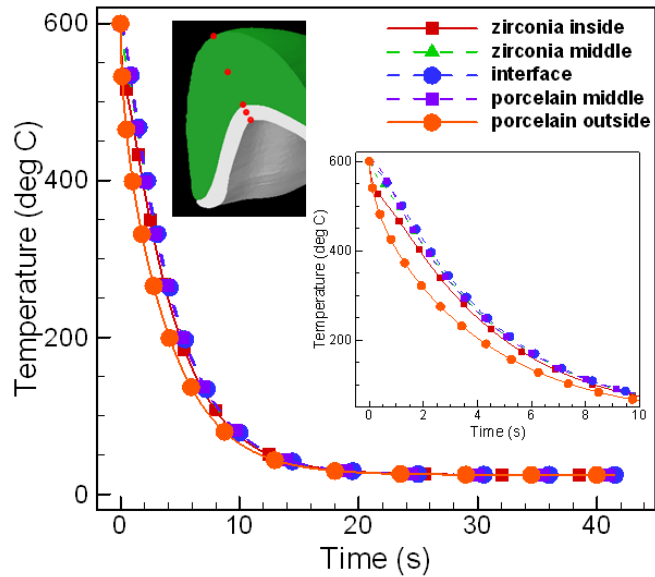 600
400
200
0
Temperature (deg C)
0
10
20
30
40
Time (s)
zirconia inside
zirconia middle
interface
porcelain middle
porcelain outside
600
400
200
Temperature (deg C)
0
2
4
6
8
10
Time (s)